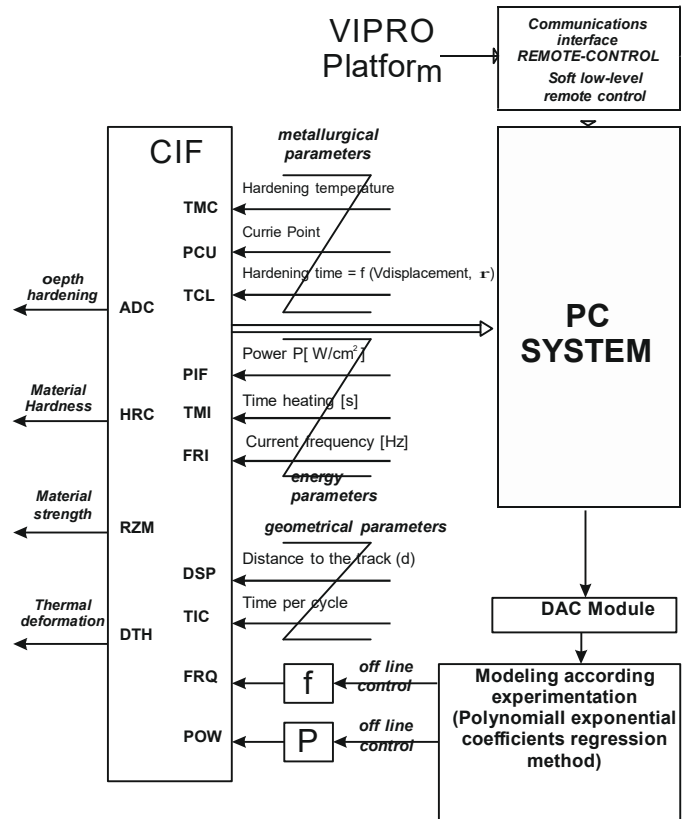 VIPRO
Platform
Communications
interface
REMOTE-CONTROL
Soft low-level
remote control
CIF
metallurgical
parameters
TMC
Hardening temperature
PCU
Currie Point
TCL
Hardening time = f (Vdisplacement, r)
oepth
hardening
ADC
PC
SYSTEM
PIF
Power P[ W/cm²]
Material
Hardness
HRC
TMI
Time heating [s]
FRI
Current frequency [Hz]
energy
parameters
Material
strength
RZM
geometrical parameters
DSP
Distance to the track (d)
Thermal
deformation
DTH
TIC
Time per cycle
DAC Module
FRQ
f
off line
control
Modeling according
experimentation
(Polynomiall exponential
coefficients regression
method)
POW
P
off line
control